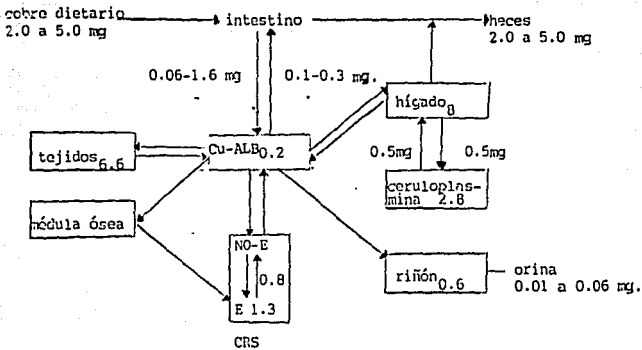 cobre dietario
2.0 a 5.0 mg
intestino
heces
2.0 a 5.0 mg
0.06-1.6 mg
0.1-0.3 mg.
hígado8
tejidos6.6
Cu-ALB0.2
0.5mg
0.5mg
ceruloplas-
mina 2.8
médula ósea
NO-E
0.8
E 1.3
riñón0.6
orina
0.01 a 0.06 mg.
CRS